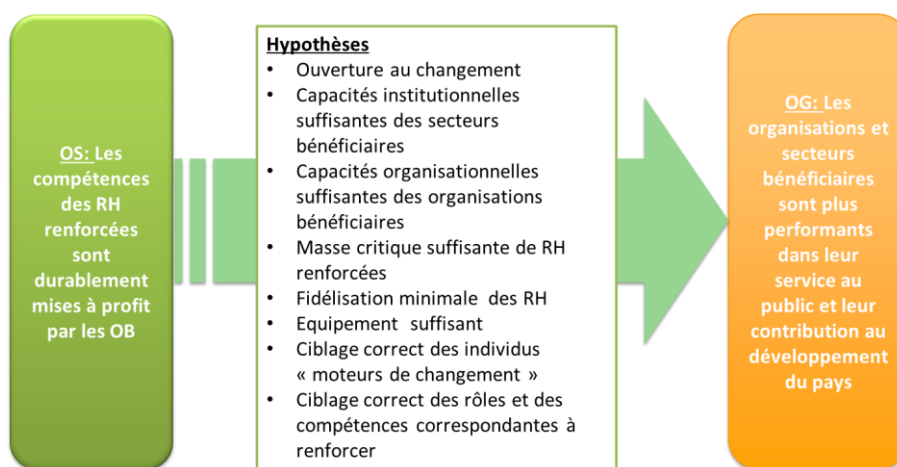 OS: Les
compétences
des RH
renforcées
sont
durablement
mises à profit
par les OB
Hypothèses
• Ouverture au changement
• Capacités institutionnelles
suffisantes des secteurs
bénéficiaires
• Capacités organisationnelles
suffisantes des organisations
bénéficiaires
• Masse critique suffisante de RH
renforcées
• Fidélisation minimale des RH
• Equipement suffisant
• Ciblage correct des individus
« moteurs de changement »
• Ciblage correct des rôles et des
compétences correspondantes à
renforcer
OG: Les
organisations et
secteurs
bénéficiaires
sont plus
performants
dans leur
service au
public et leur
contribution au
développement
du pays